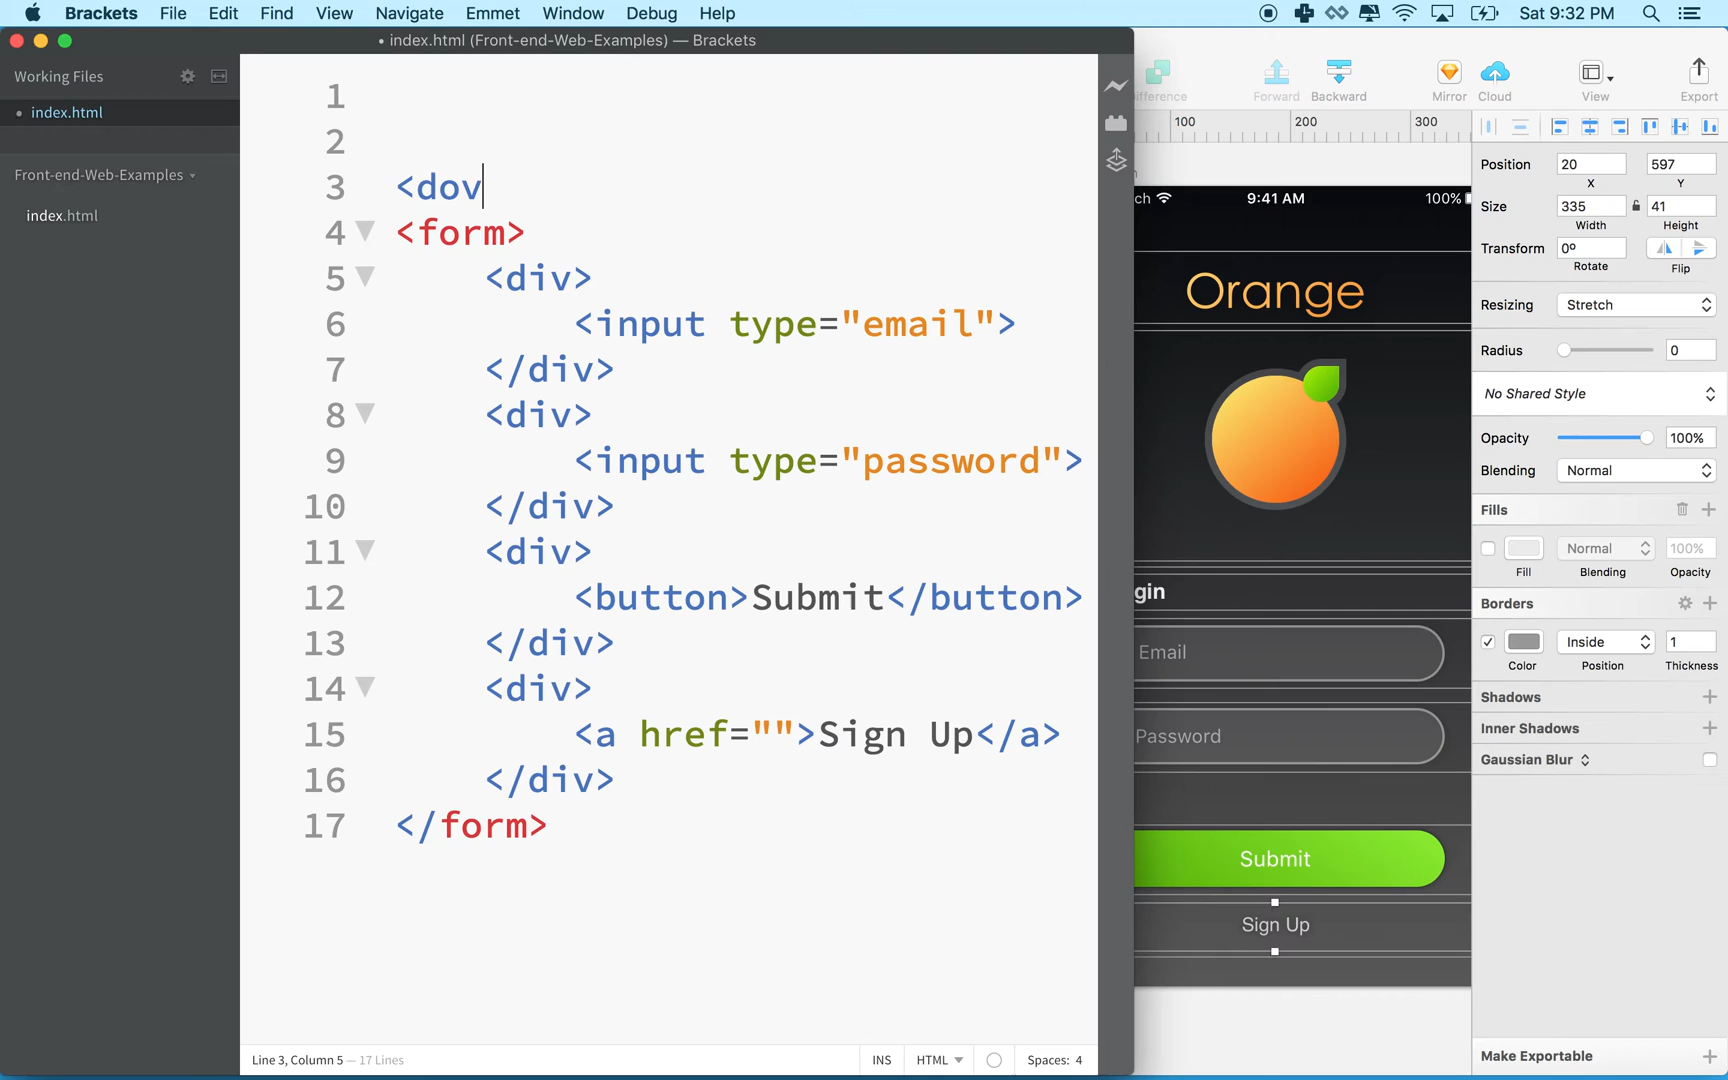 Brackets File Edit Find View Navigate Emmet Window Debug Help Sat 9:32 PM
• index.html (Front-end-Web-Examples) — Brackets
Working Files
• index.html
Front-end-Web-Examples
index.html
1
2
3 <dov
4 <form>
5 <div>
6 <input type="email">
7 </div>
8 <div>
9 <input type="password">
10 </div>
11 <div>
12 <button>Submit</button>
13 </div>
14 <div>
15 <a href="">Sign Up</a>
16 </div>
17 </form>
Line 3, Column 5 — 17 Lines
INS HTML Spaces: 4
ifference Forward Backward Mirror Cloud View Export
100 200 300
ch 9:41 AM 100%
Orange
gin
Email
Password
Submit
Sign Up
Position 20 597
X Y
Size 335 41
Width Height
Transform 0º
Rotate Flip
Resizing Stretch
Radius 0
No Shared Style
Opacity 100%
Blending Normal
Fills
Normal 100%
Fill Blending Opacity
Borders
Inside 1
Color Position Thickness
Shadows
Inner Shadows
Gaussian Blur
Make Exportable